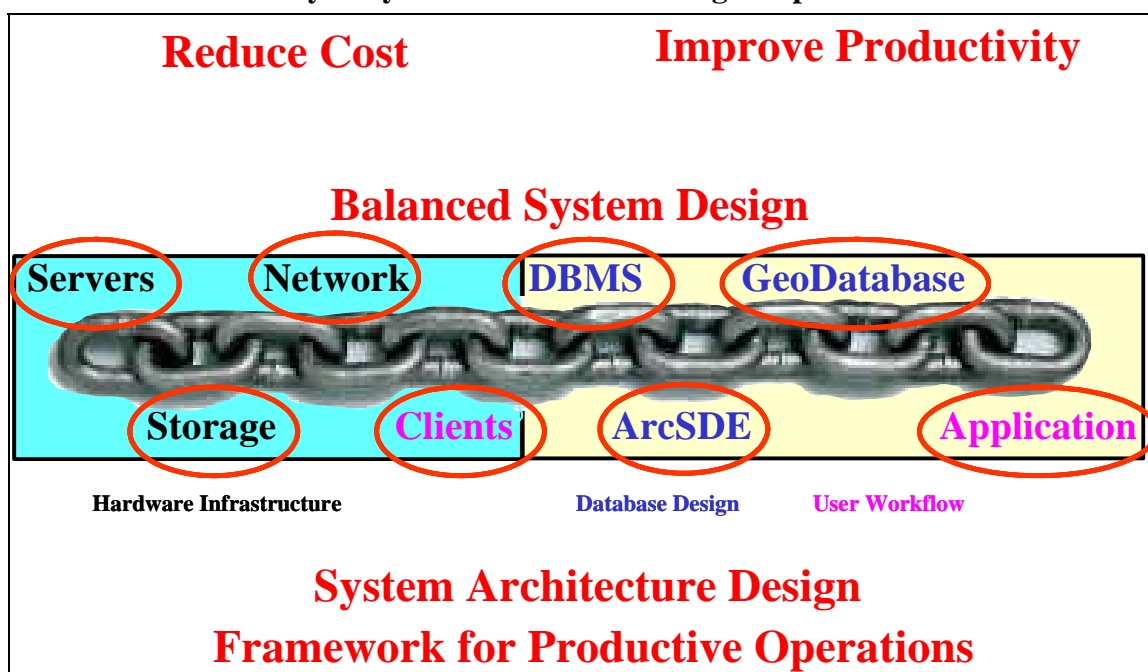 Reduce Cost
Improve Productivity
Balanced System Design
Servers Network DBMS GeoDatabase
Storage Clients ArcSDE Application
Hardware Infrastructure Database Design User Workflow
System Architecture Design
Framework for Productive Operations